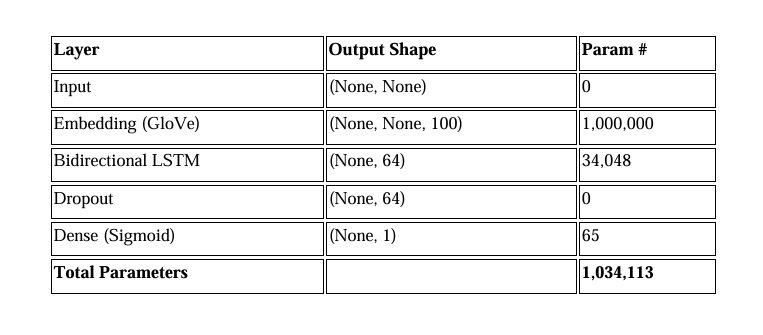 Layer Output Shape Param #
Input (None, None) 0
Embedding (GloVe) (None, None, 100) 1,000,000
Bidirectional LSTM (None, 64) 34,048
Dropout (None, 64) 0
Dense (Sigmoid) (None, 1) 65
Total Parameters 1,034,113